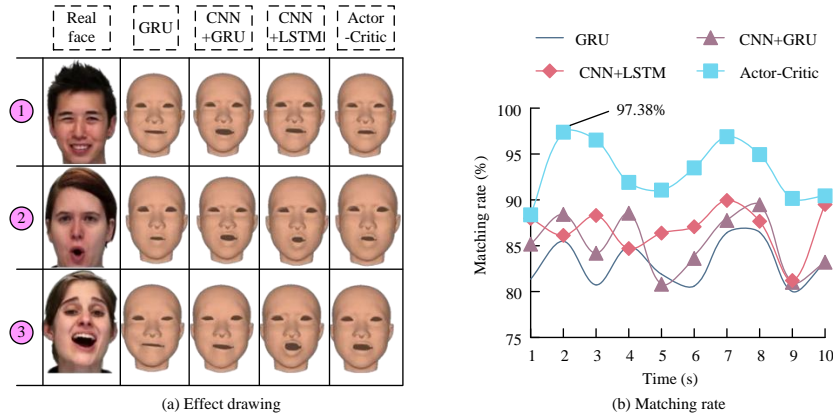 Real
face
GRU
CNN
+GRU
CNN
+LSTM
Actor
-Critic
1
2
3
(a) Effect drawing
GRU
CNN+GRU
CNN+LSTM
Actor-Critic
97.38%
Matching rate (%)
100
95
90
85
80
75
1 2 3 4 5 6 7 8 9 10
Time (s)
(b) Matching rate